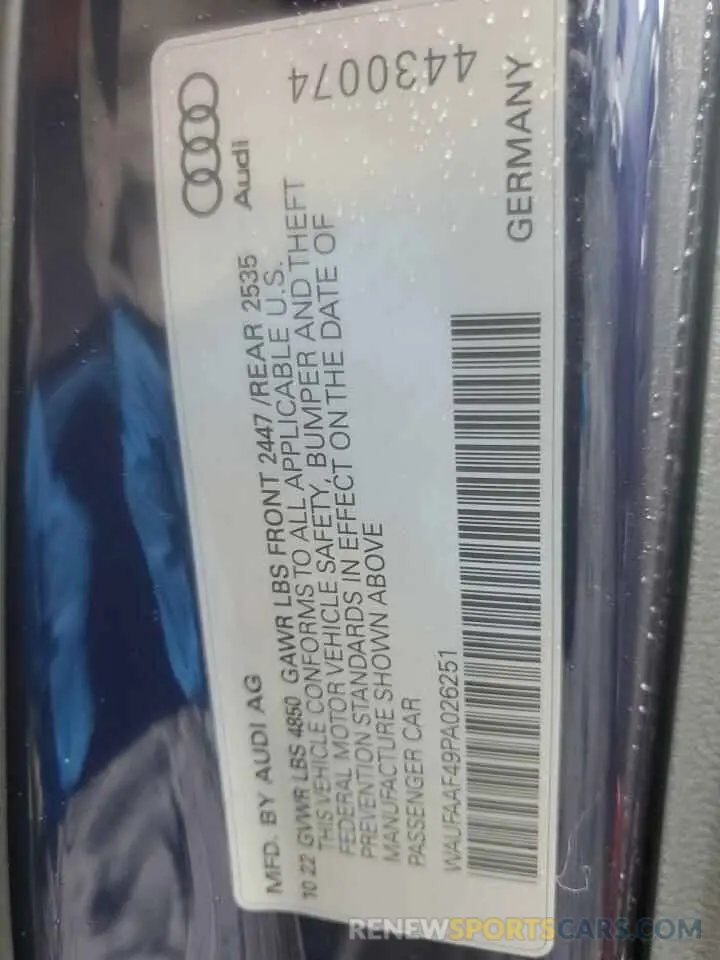 MFD. BY AUDI AG
Audi
10 22 GVWR LBS 4850 GAWR LBS FRONT 2447 /REAR 2535
THIS VEHICLE CONFORMS TO ALL APPLICABLE U.S.
FEDERAL MOTOR VEHICLE SAFETY, BUMPER AND THEFT
PREVENTION STANDARDS IN EFFECT ON THE DATE OF
MANUFACTURE SHOWN ABOVE
PASSENGER CAR
4430074
WAUFAAF49PA026251
GERMANY
RENEWSPORTSCARS.COM